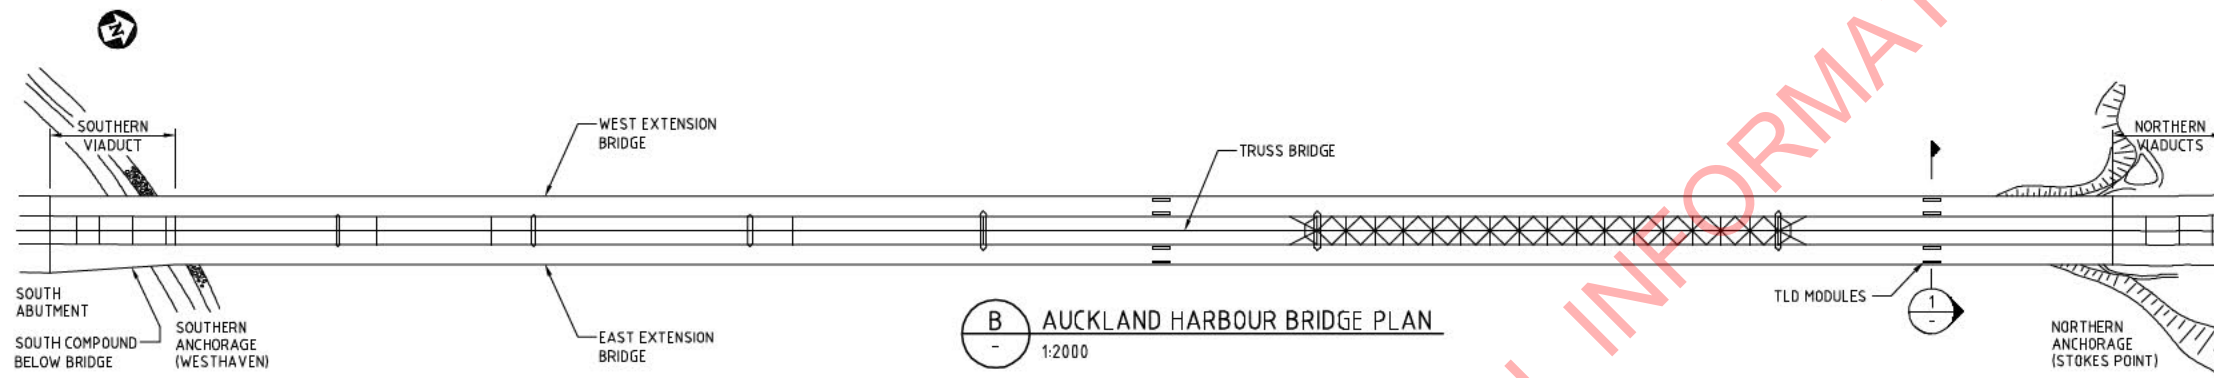 N
SOUTHERN
VIADUCT
WEST EXTENSION
BRIDGE
TRUSS BRIDGE
NORTHERN
VIADUCTS
SOUTH
ABUTMENT
SOUTH COMPOUND
BELOW BRIDGE
SOUTHERN
ANCHORAGE
(WESTHAVEN)
EAST EXTENSION
BRIDGE
B
-
AUCKLAND HARBOUR BRIDGE PLAN
1:2000
TLD MODULES
1
-
NORTHERN
ANCHORAGE
(STOKES POINT)
INFORMAT